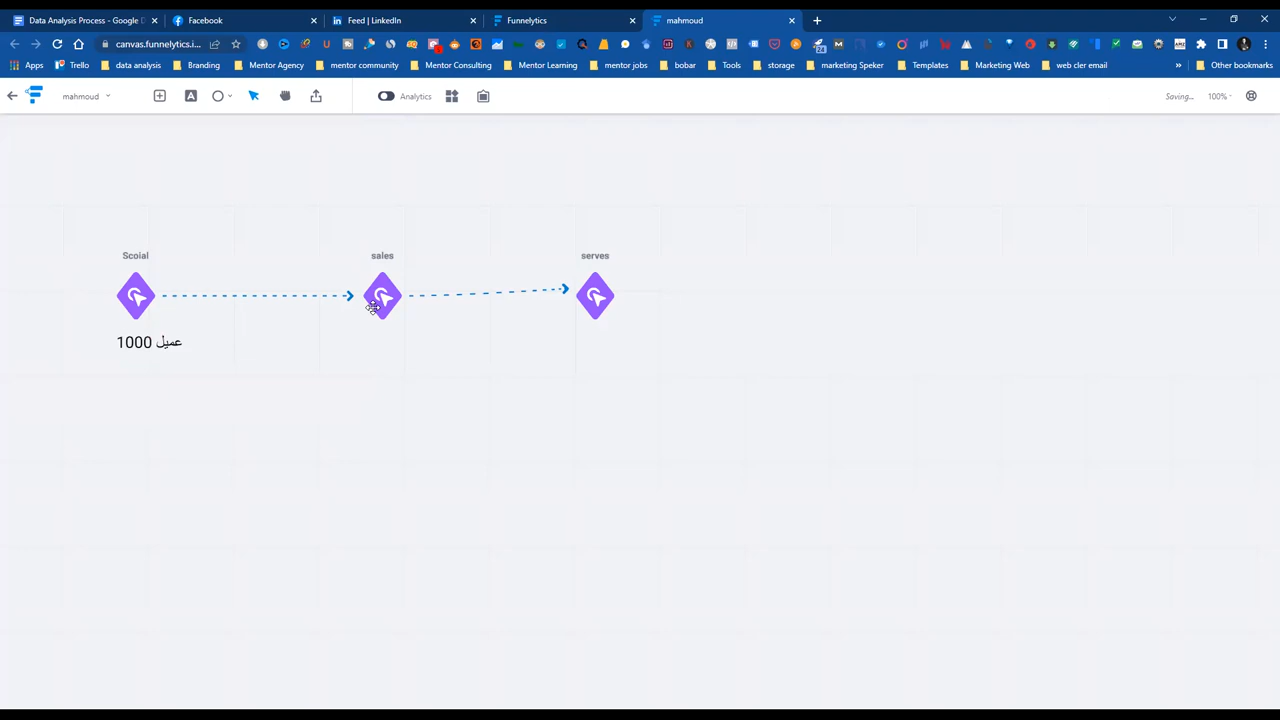 Data Analysis Process - Google D
Facebook
Feed | LinkedIn
Funnelytics
mahmoud
canvas.funnelytics.i...
Apps
Trello
data analysis
Branding
Mentor Agency
mentor community
Mentor Consulting
Mentor Learning
mentor jobs
bobar
Tools
storage
marketing Speker
Templates
Marketing Web
web cler email
Other bookmarks
mahmoud
Analytics
Saving...
100%
Scoial
sales
serves
1000 عميل